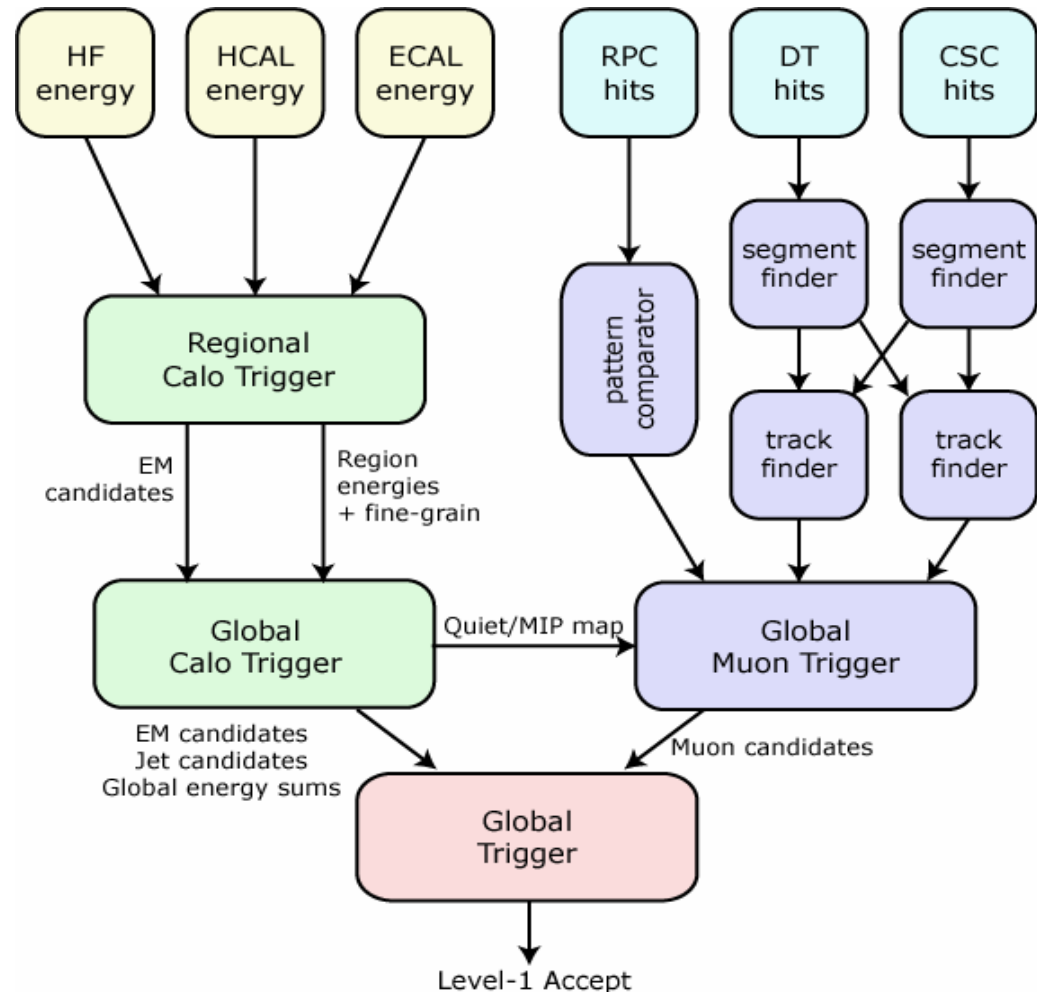 HF
energy
HCAL
energy
ECAL
energy
RPC
hits
DT
hits
CSC
hits
segment
finder
segment
finder
Regional
Calo Trigger
pattern
comparator
track
finder
track
finder
EM
candidates
Region
energies
+ fine-grain
Global
Calo Trigger
Quiet/MIP map
Global
Muon Trigger
EM candidates
Jet candidates
Global energy sums
Muon candidates
Global
Trigger
Level-1 Accept